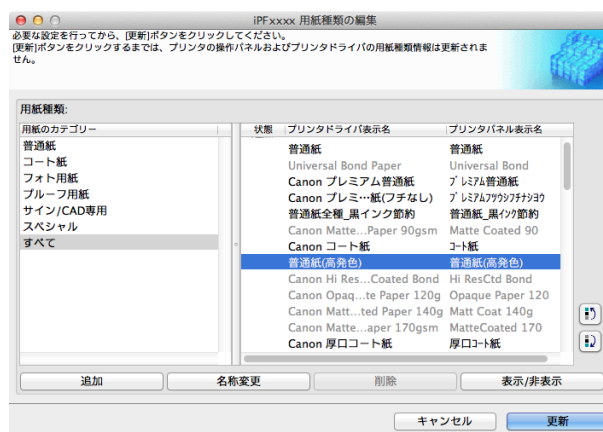 iPFxxxx 用紙種類の編集
必要な設定を行ってから、[更新]ボタンをクリックしてください。
[更新]ボタンをクリックするまでは、プリンタの操作パネルおよびプリンタドライバの用紙種類情報は更新されま
せん。
用紙種類:
用紙のカテゴリー
普通紙
コート紙
フォト用紙
プルーフ用紙
サイン/CAD専用
スペシャル
すべて
状態 プリンタドライバ表示名 プリンタパネル表示名
普通紙 普通紙
Universal Bond Paper Universal Bond
Canon プレミアム普通紙 プレミアム普通紙
Canon プレミ…紙(フチなし) プレミアムフツウシフチナシヨウ
普通紙全種_黒インク節約 普通紙_黒インク節約
Canon Matte...Paper 90gsm Matte Coated 90
Canon コート紙 コート紙
普通紙(高発色) 普通紙(高発色)
Canon Hi Res...Coated Bond Hi ResCtd Bond
Canon Opaq...te Paper 120g Opaque Paper 120
Canon Matt...ted Paper 140g Matt Coat 140g
Canon Matte...aper 170gsm MatteCoated 170
Canon 厚口コート紙 厚口コート紙
追加 名称変更 削除 表示/非表示
キャンセル 更新